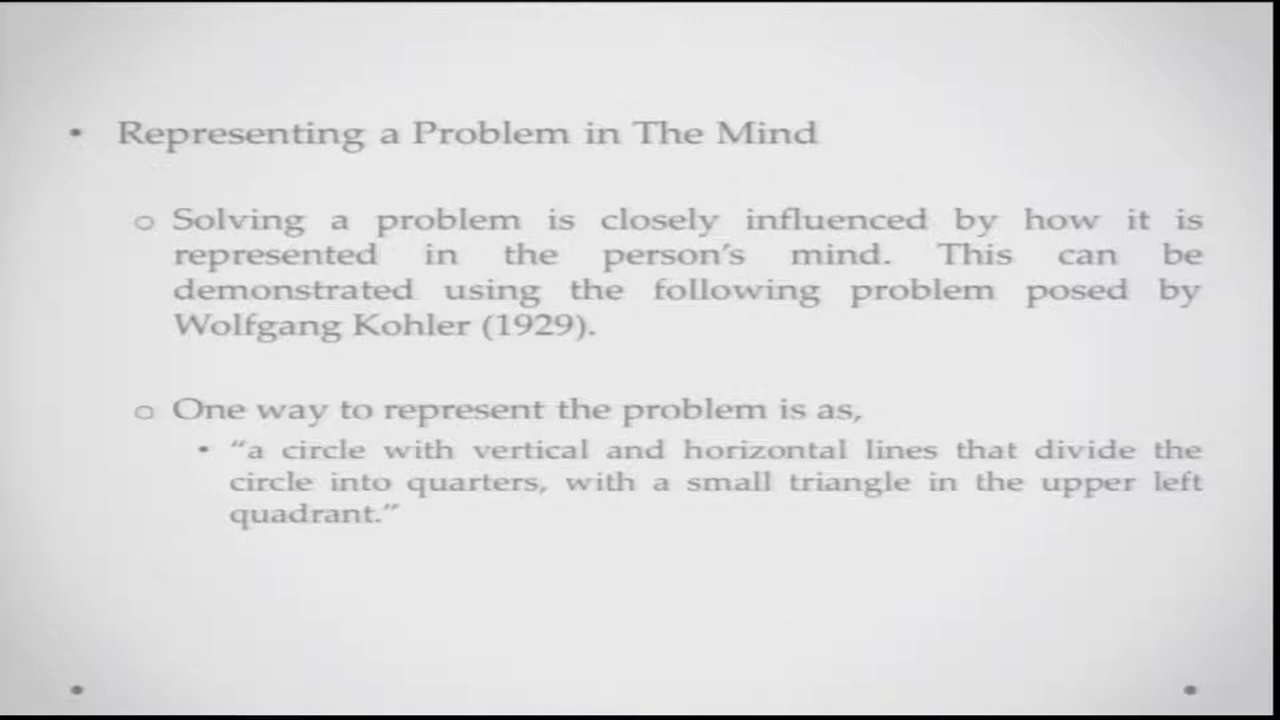 • Representing a Problem in The Mind
o Solving a problem is closely influenced by how it is
represented in the person's mind. This can be
demonstrated using the following problem posed by
Wolfgang Kohler (1929).
o One way to represent the problem is as,
• "a circle with vertical and horizontal lines that divide the
circle into quarters, with a small triangle in the upper left
quadrant."